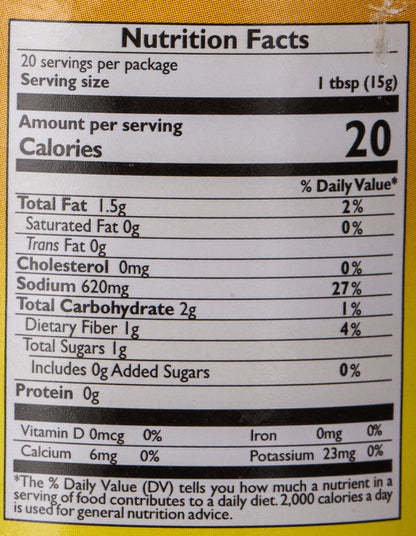 Nutrition Facts
20 servings per package
Serving size 1 tbsp (15g)
Amount per serving
Calories 20
% Daily Value*
Total Fat 1.5g 2%
Saturated Fat 0g 0%
Trans Fat 0g
Cholesterol 0mg 0%
Sodium 620mg 27%
Total Carbohydrate 2g 1%
Dietary Fiber 1g 4%
Total Sugars 1g
Includes 0g Added Sugars 0%
Protein 0g
Vitamin D 0mcg 0% Iron 0mg 0%
Calcium 6mg 0% Potassium 23mg 0%
*The % Daily Value (DV) tells you how much a nutrient in a
serving of food contributes to a daily diet. 2,000 calories a day
is used for general nutrition advice.